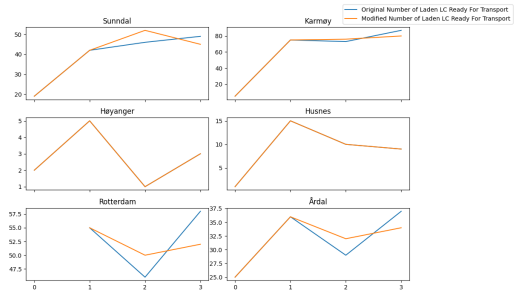 Original Number of Laden LC Ready For Transport
Modified Number of Laden LC Ready For Transport
Sunndal
50
40
30
20
Karmøy
80
60
40
20
Høyanger
5
4
3
2
1
Husnes
15
10
5
Rotterdam
57.5
55.0
52.5
50.0
47.5
0 1 2 3
Årdal
37.5
35.0
32.5
30.0
27.5
25.0
0 1 2 3